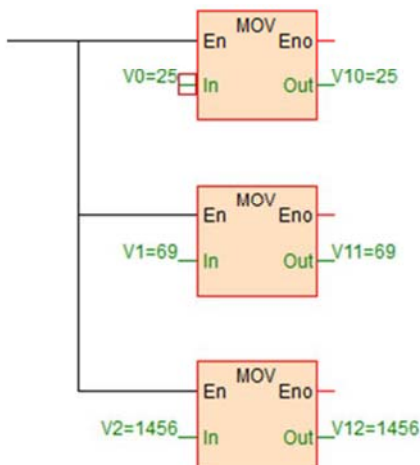 MOV
En Eno
V0=25 In Out V10=25
MOV
En Eno
V1=69 In Out V11=69
MOV
En Eno
V2=1456 In Out V12=1456